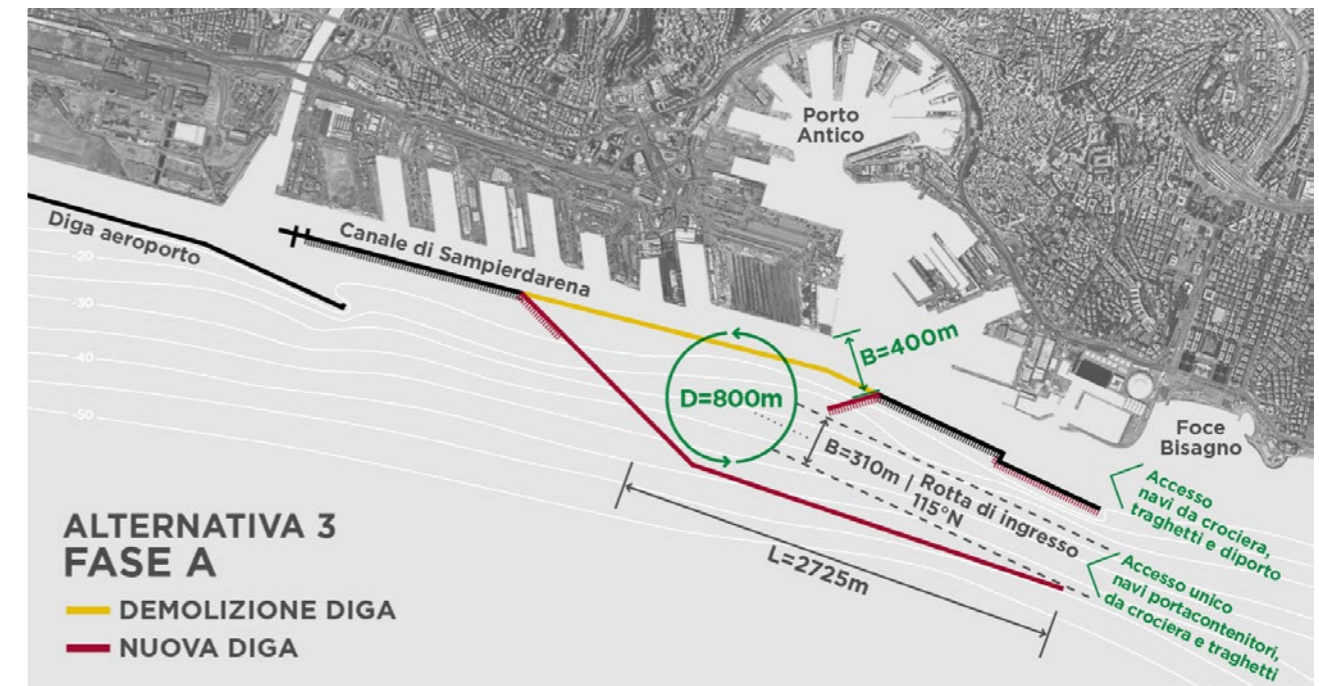 Porto
Antico
Diga aeroporto
Canale di Sampierdarena
-20
-30
-40
-50
B=400m
D=800m
B=310m | Rotta di ingresso
115°N
L=2725m
Foce
Bisagno
Accesso
navi da crociera,
traghetti e diporto
Accesso unico
navi portacontenitori,
da crociera e traghetti
ALTERNATIVA 3
FASE A
DEMOLIZIONE DIGA
NUOVA DIGA